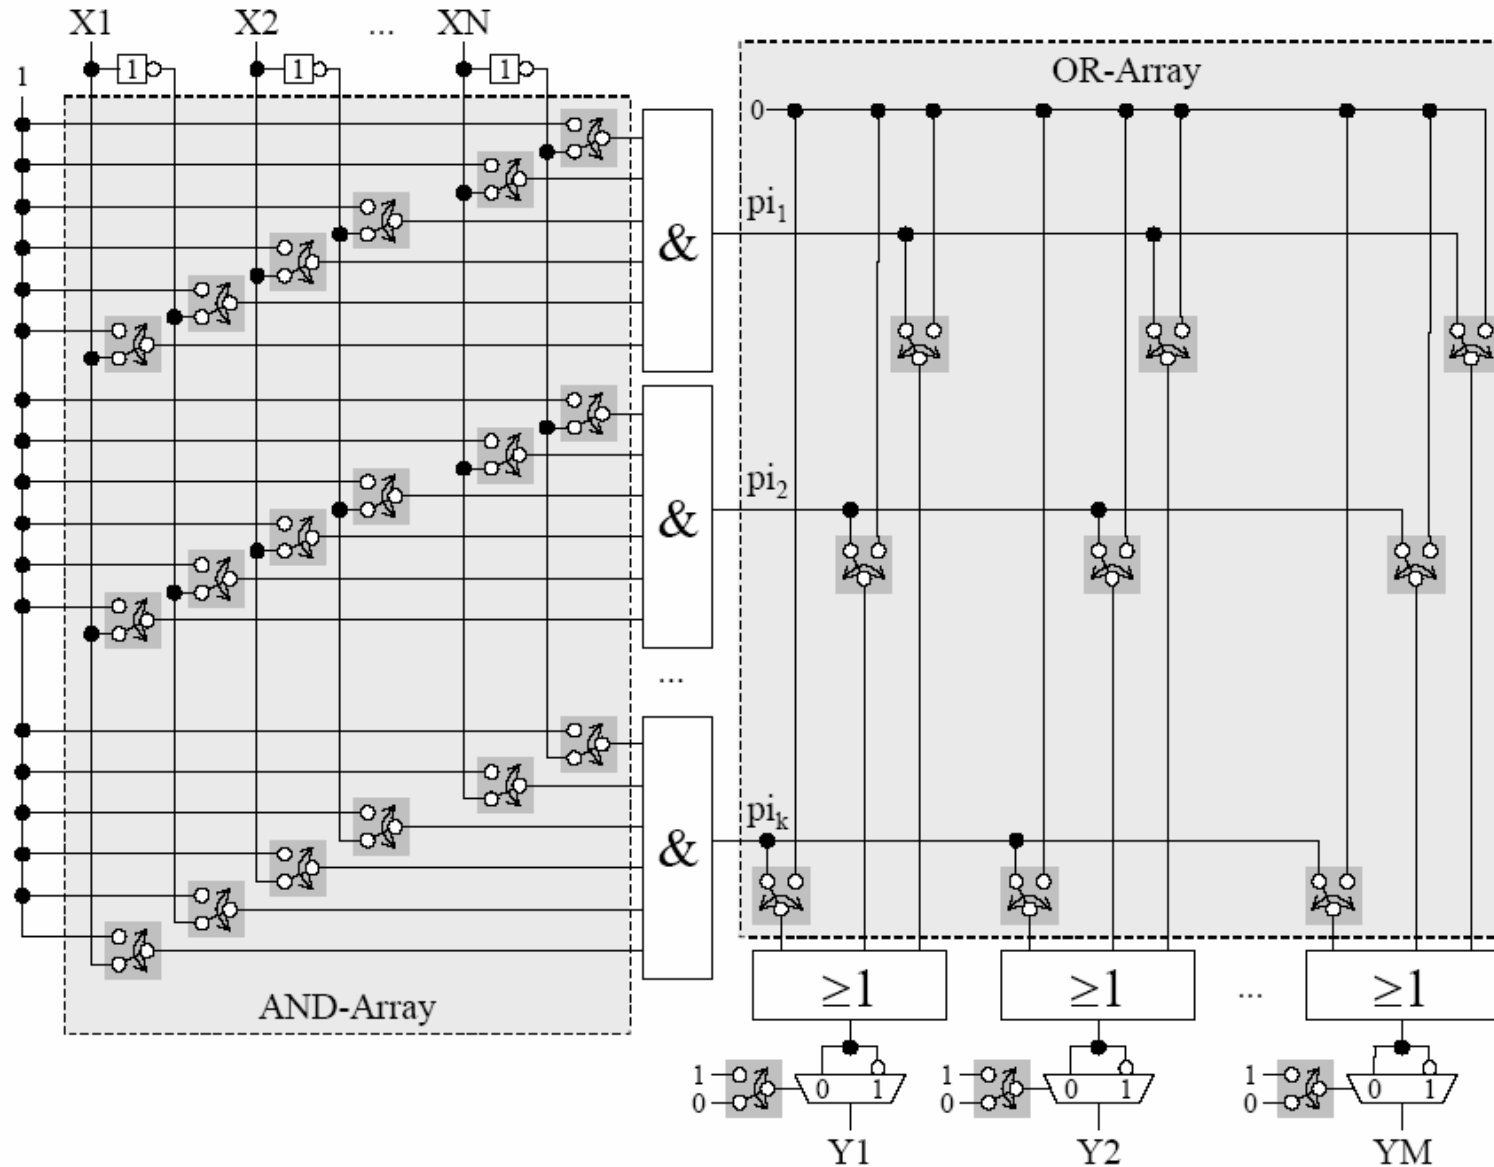 X1 X2 ... XN
1 1 1
1
OR-Array
0
pi1
&
pi2
&
...
pik
&
AND-Array
≥1 ≥1 ... ≥1
1 0 1 1 0 1 1 0 1
0 0 0
Y1 Y2 YM